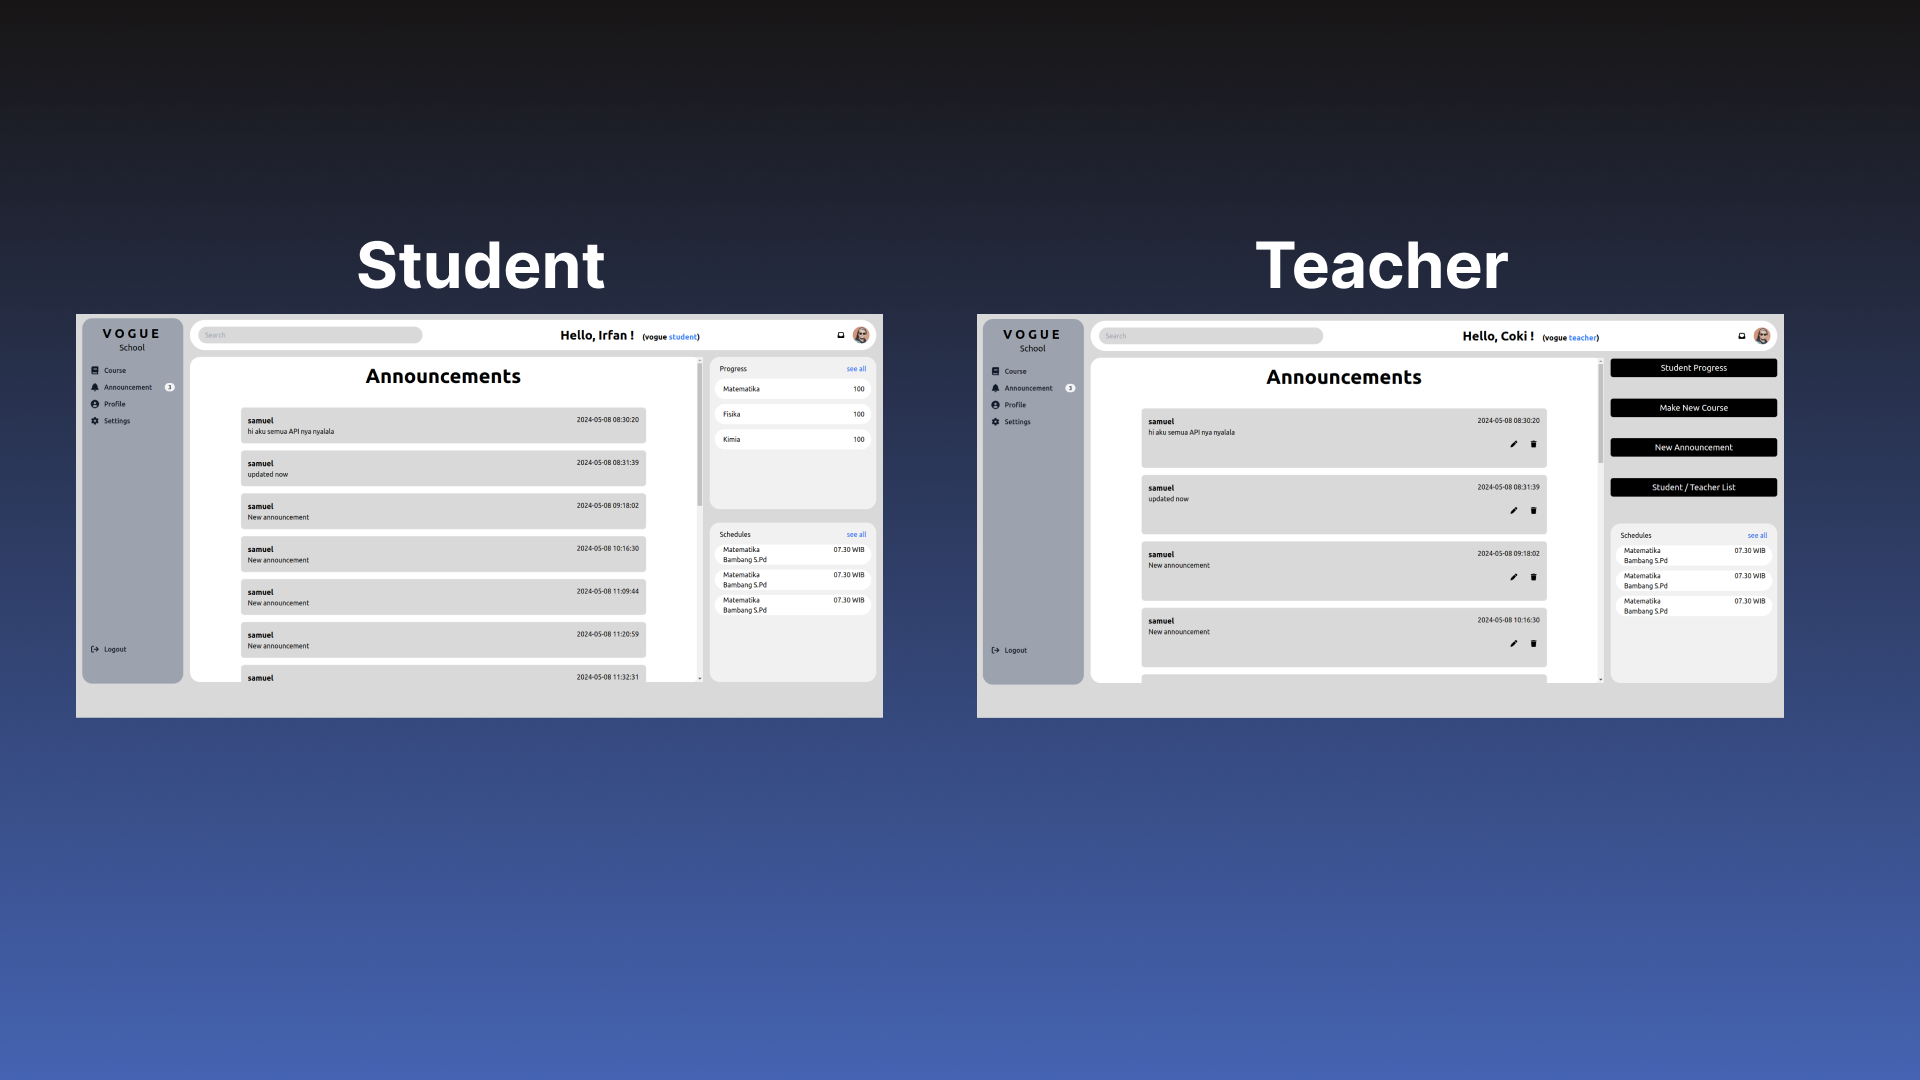 Student
VOGUE
School
Course
Announcement 3
Profile
Settings
Logout
Search
Hello, Irfan ! (vogue student)
Announcements
samuel 2024-05-08 08:30:20
hi aku semua API nya nyalala
samuel 2024-05-08 08:31:39
updated now
samuel 2024-05-08 09:18:02
New announcement
samuel 2024-05-08 10:16:30
New announcement
samuel 2024-05-08 11:09:44
New announcement
samuel 2024-05-08 11:20:59
New announcement
samuel 2024-05-08 11:32:31
Progress see all
Matematika 100
Fisika 100
Kimia 100
Schedules see all
Matematika 07.30 WIB
Bambang S.Pd
Matematika 07.30 WIB
Bambang S.Pd
Matematika 07.30 WIB
Bambang S.Pd
Teacher
VOGUE
School
Course
Announcement 3
Profile
Settings
Logout
Search
Hello, Coki ! (vogue teacher)
Announcements
samuel 2024-05-08 08:30:20
hi aku semua API nya nyalala
samuel 2024-05-08 08:31:39
updated now
samuel 2024-05-08 09:18:02
New announcement
samuel 2024-05-08 10:16:30
New announcement
Student Progress
Make New Course
New Announcement
Student / Teacher List
Schedules see all
Matematika 07.30 WIB
Bambang S.Pd
Matematika 07.30 WIB
Bambang S.Pd
Matematika 07.30 WIB
Bambang S.Pd